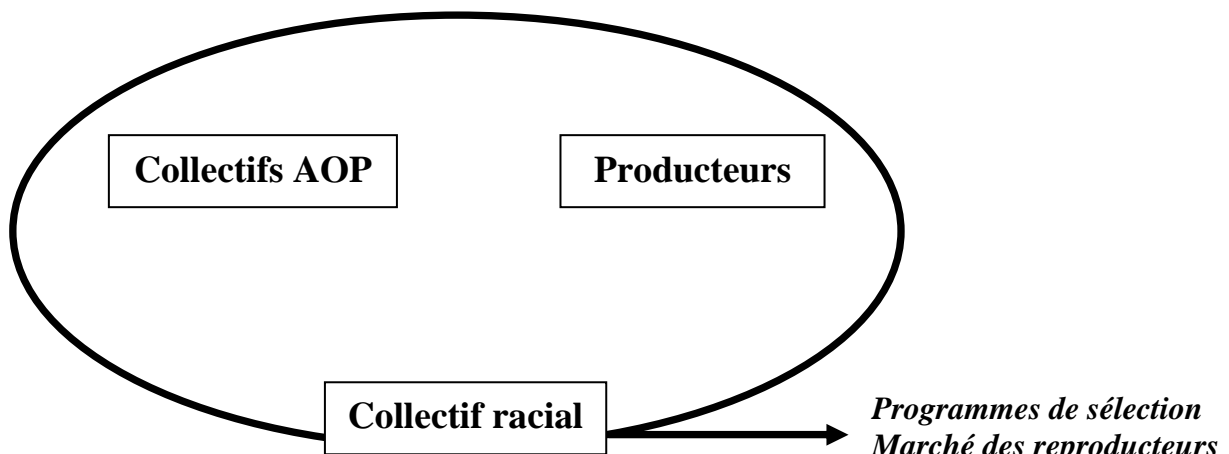 Collectifs AOP
Producteurs
Collectif racial
Programmes de sélection
Marché des reproducteurs